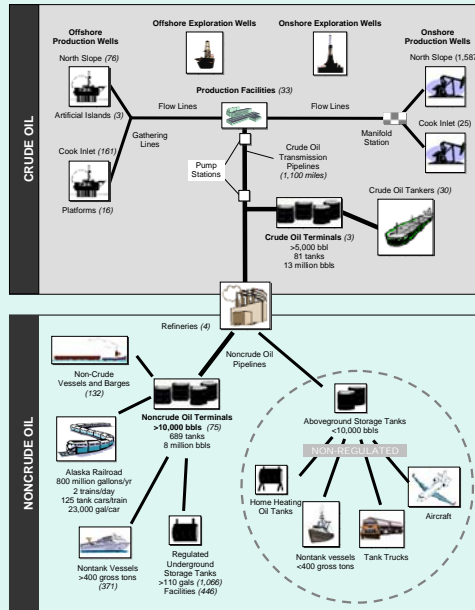 CRUDE OIL
Offshore
Production Wells
Offshore Exploration Wells
Onshore Exploration Wells
Onshore
Production Wells
North Slope (76)
North Slope (1,587
Production Facilities (33)
Artificial Islands (3)
Flow Lines
Flow Lines
Gathering
Lines
Manifold
Station
Cook Inlet (25)
Cook Inlet (161)
Pump
Stations
Crude Oil
Transmission
Pipelines
(1,100 miles)
Platforms (16)
Crude Oil Tankers (30)
Crude Oil Terminals (3)
>5,000 bbl
81 tanks
13 million bbls
Refineries (4)
NONCRUDE OIL
Noncrude Oil
Pipelines
Non-Crude
Vessels and Barges
(132)
Noncrude Oil Terminals
>10,000 bbls (75)
689 tanks
8 million bbls
Aboveground Storage Tanks
<10,000 bbls
NON-REGULATED
Alaska Railroad
800 million gallons/yr
2 trains/day
125 tank cars/train
23,000 gal/car
Home Heating
Oil Tanks
Aircraft
Nontank vessels
<400 gross tons
Tank Trucks
Nontank Vessels
>400 gross tons
(371)
Regulated
Underground
Storage Tanks
>110 gals (1,066)
Facilities (446)